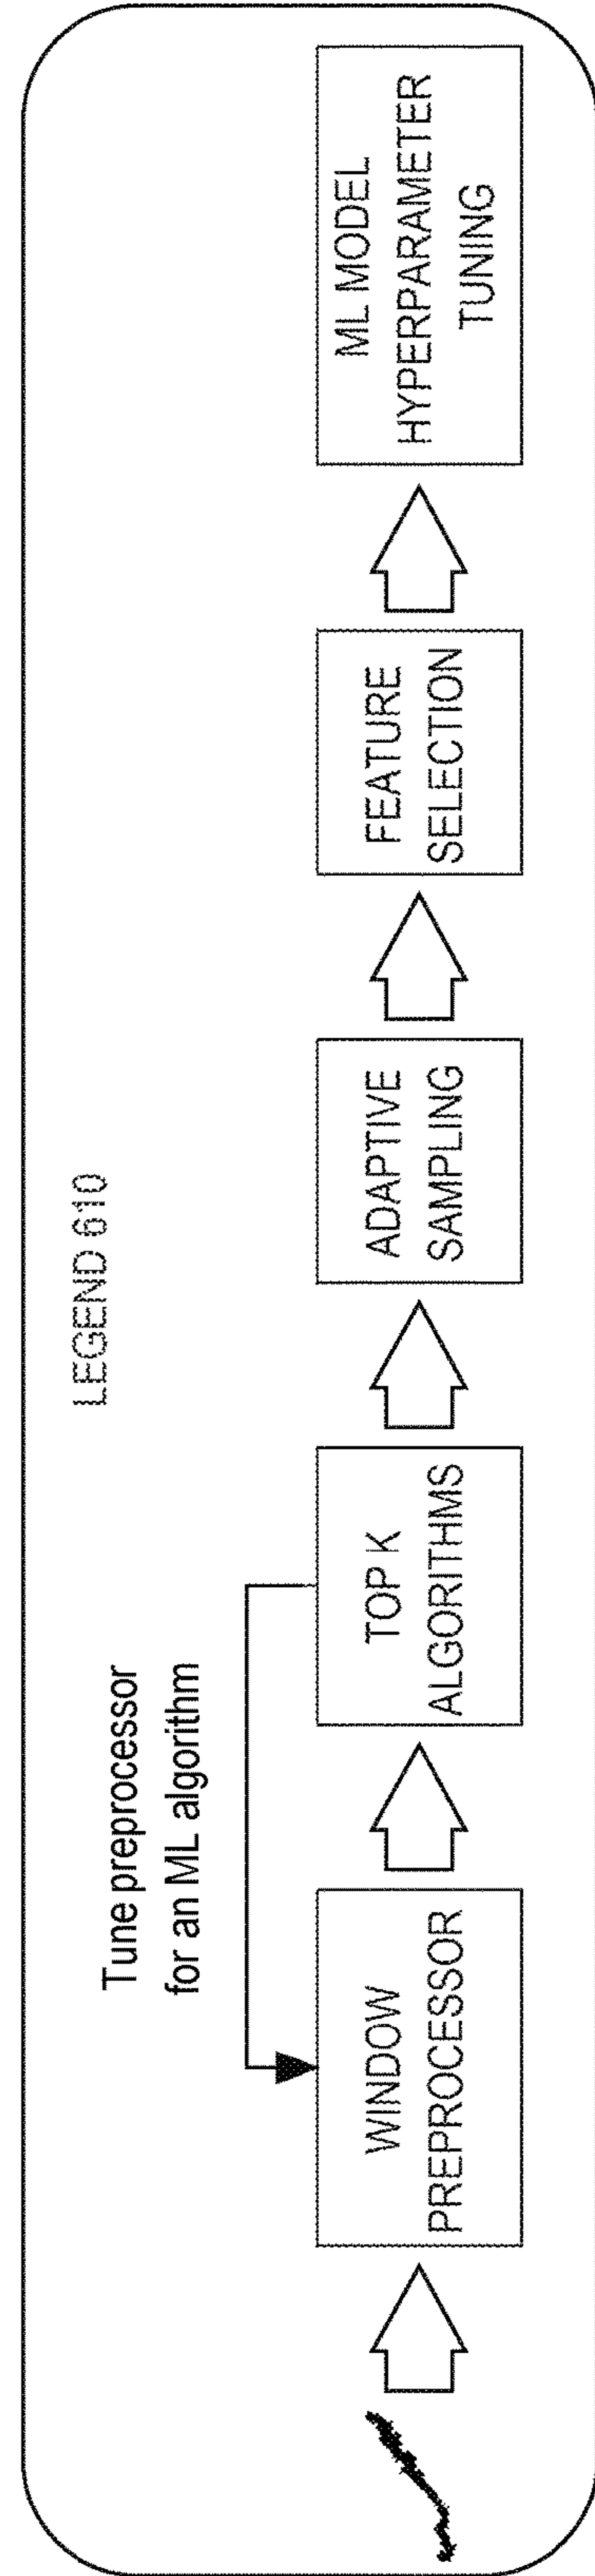 LEGEND 610
Tune preprocessor
for an ML algorithm
WINDOW
PREPROCESSOR
TOP K
ALGORITHMS
ADAPTIVE
SAMPLING
FEATURE
SELECTION
ML MODEL
HYPERPARAMETER
TUNING